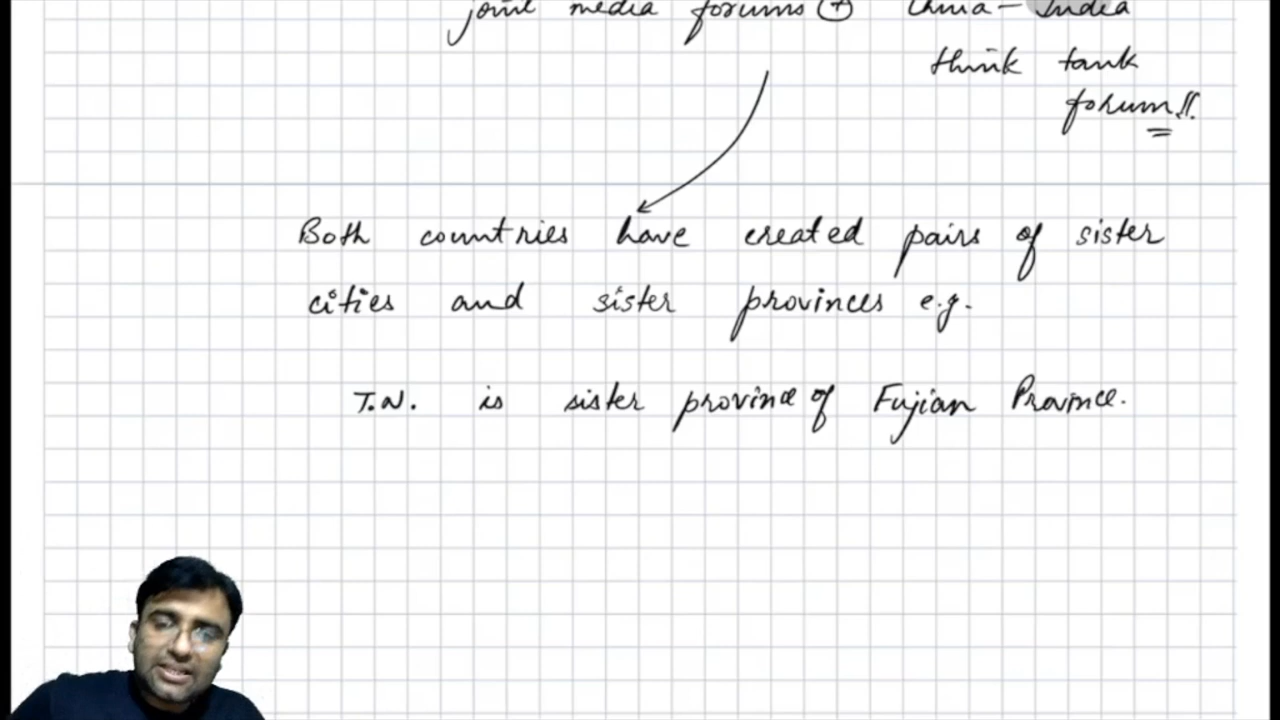 joint media forums + China - India
think tank
forum!!
Both countries have created pairs of sister
cities and sister provinces e.g.
T.N. is sister province of Fujian Province.